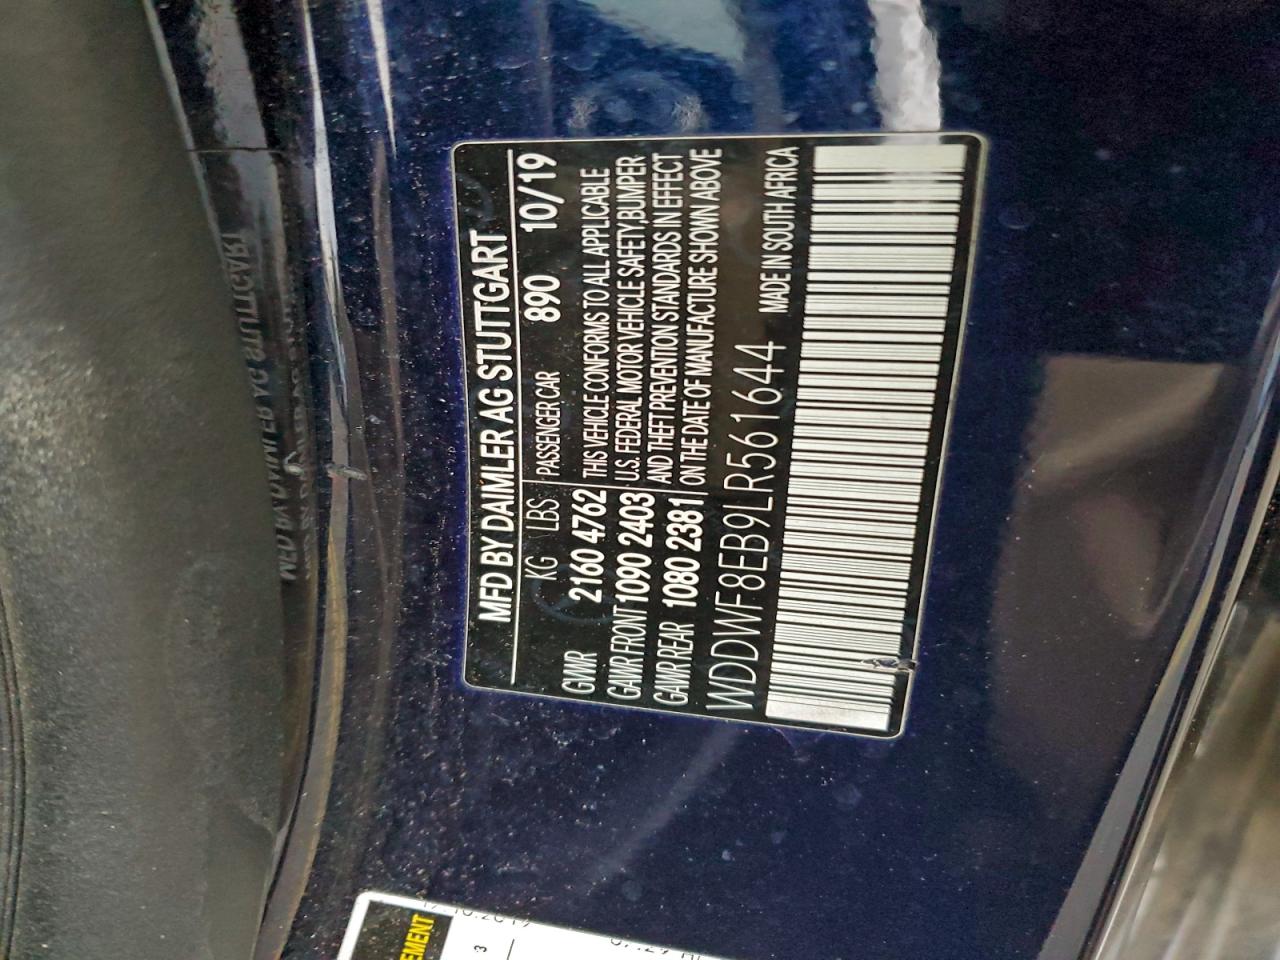 MFD BY DAIMLER AG STUTTGART
KG LBS PASSENGER CAR 890 10/19
GVWR 2160 4762
GAWR FRONT 1090 2403
GAWR REAR 1080 2381
THIS VEHICLE CONFORMS TO ALL APPLICABLE
U.S. FEDERAL MOTOR VEHICLE SAFETY,BUMPER
AND THEFT PREVENTION STANDARDS IN EFFECT
ON THE DATE OF MANUFACTURE SHOWN ABOVE
WDDWF8EB9LR561644 MADE IN SOUTH AFRICA
EMENT
3